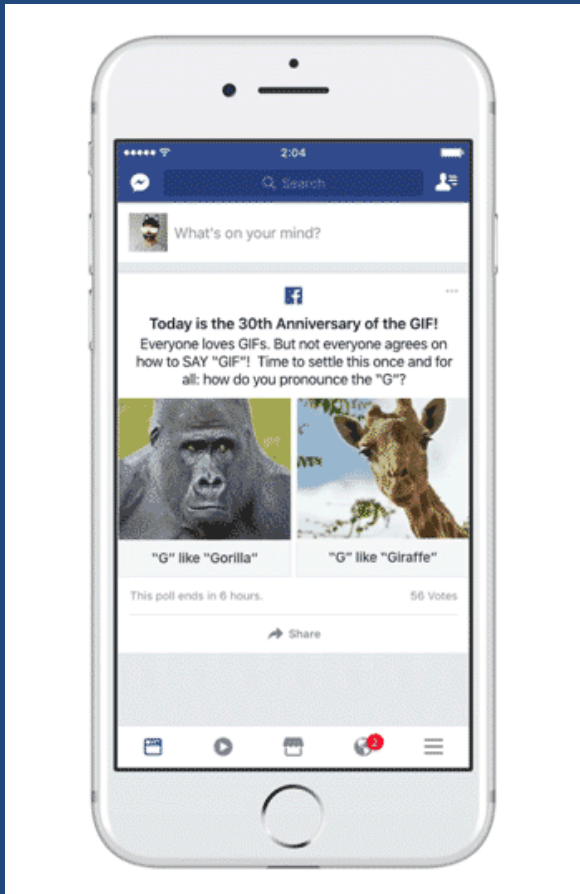 2:04
Search
What's on your mind?
Today is the 30th Anniversary of the GIF!
Everyone loves GIFs. But not everyone agrees on
how to SAY "GIF"!  Time to settle this once and for
all: how do you pronounce the "G"?
"G" like "Gorilla"
"G" like "Giraffe"
This poll ends in 6 hours.
56 Votes
Share
2